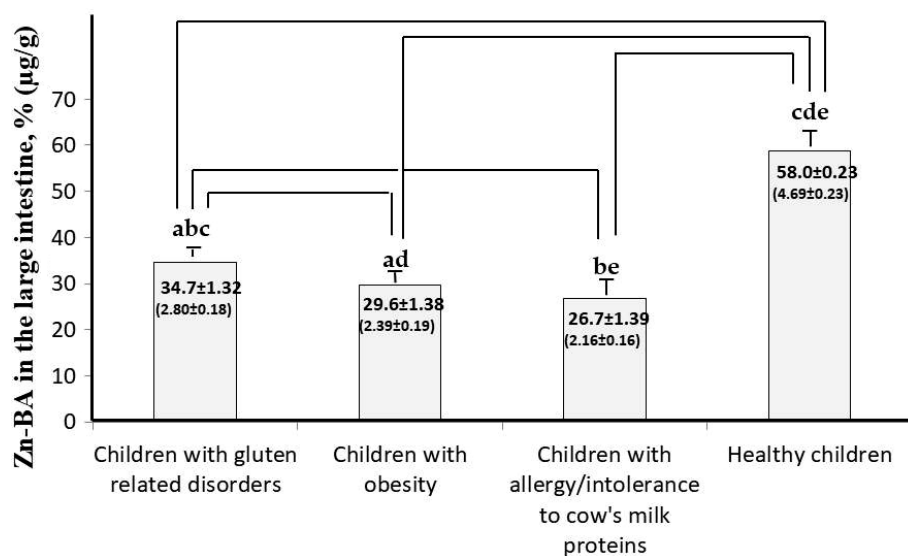 Zn-BA in the large intestine, % (µg/g)
70
60
50
40
30
20
10
0
abc
34.7±1.32
(2.80±0.18)
ad
29.6±1.38
(2.39±0.19)
be
26.7±1.39
(2.16±0.16)
cde
58.0±0.23
(4.69±0.23)
Children with gluten
related disorders
Children with
obesity
Children with
allergy/intolerance
to cow's milk
proteins
Healthy children